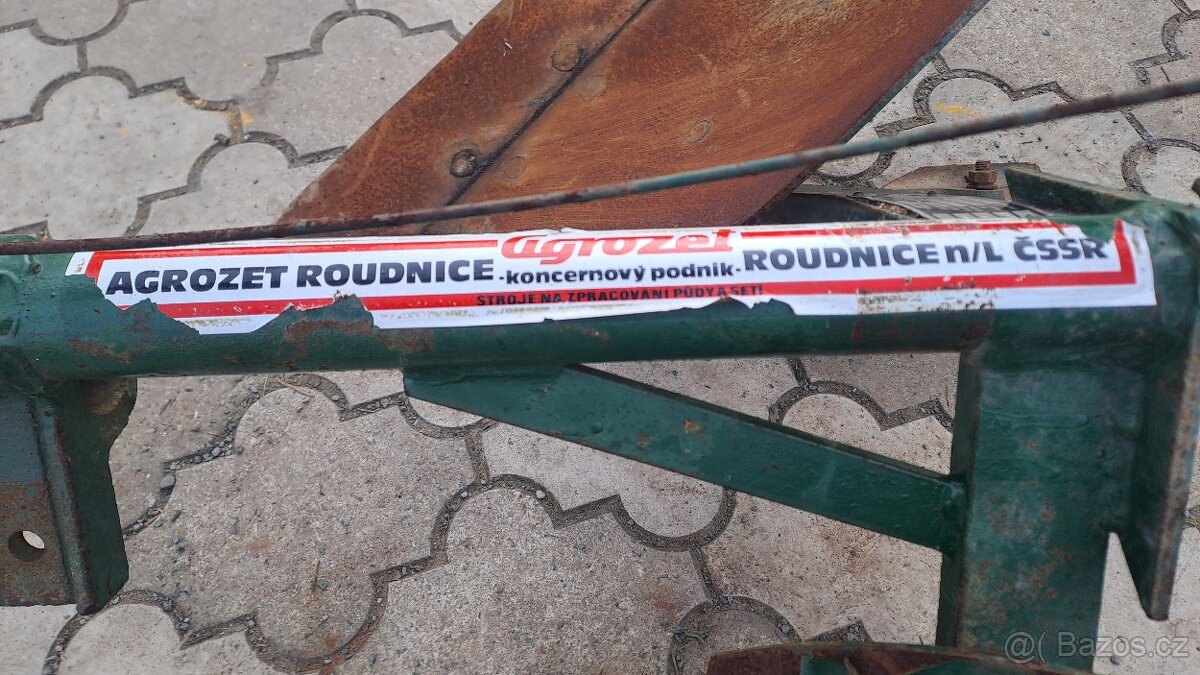 agrozet
AGROZET ROUDNICE -koncernový podnik- ROUDNICE n/L ČSSR
STROJE NA ZPRACOVÁNÍ PŮDY A SETÍ
@ Bazos.cz